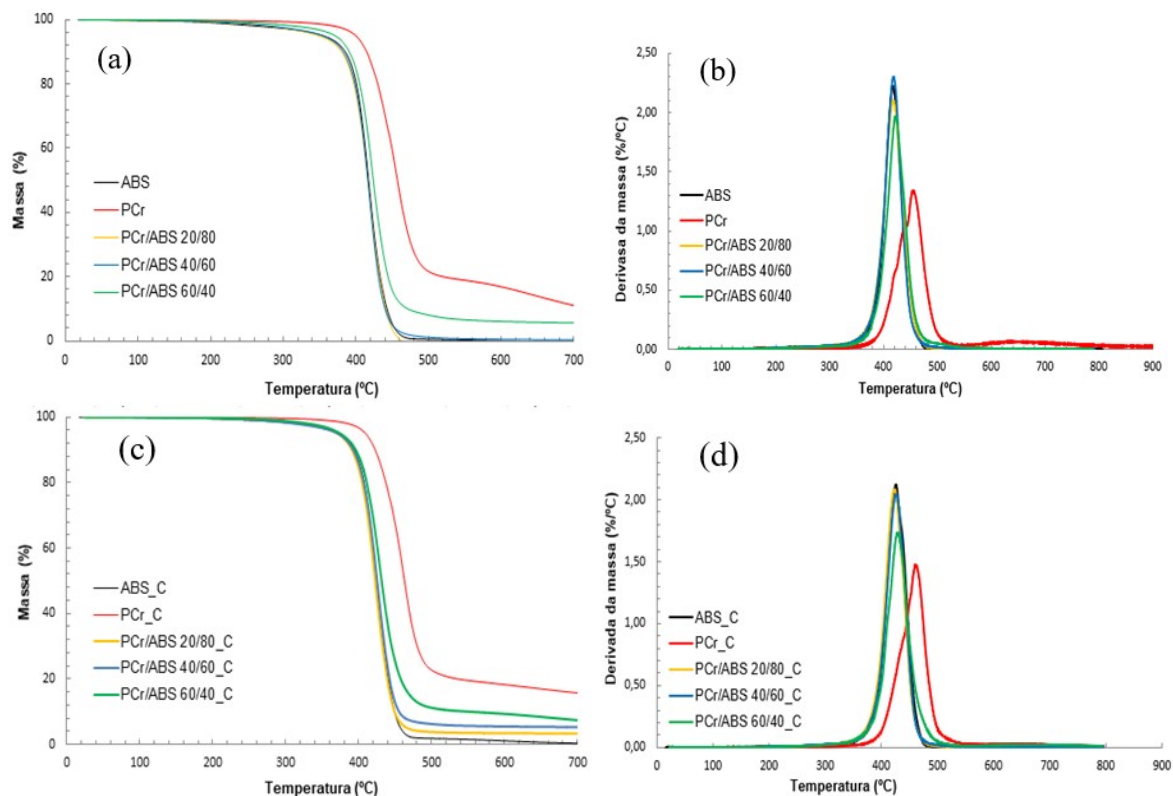 (a)
Massa (%)
100
80
60
40
20
0
ABS
PCr
PCr/ABS 20/80
PCr/ABS 40/60
PCr/ABS 60/40
0 100 200 300 400 500 600 700
Temperatura (ºC)
(b)
Derivasa da massa (%/ºC)
2,50
2,00
1,50
1,00
0,50
0,00
ABS
PCr
PCr/ABS 20/80
PCr/ABS 40/60
PCr/ABS 60/40
0 100 200 300 400 500 600 700 800 900
Temperatura (ºC)
(c)
Massa (%)
100
80
60
40
20
0
ABS_C
PCr_C
PCr/ABS 20/80_C
PCr/ABS 40/60_C
PCr/ABS 60/40_C
0 100 200 300 400 500 600 700
Temperatura (ºC)
(d)
Derivada da massa (%/ºC)
2,50
2,00
1,50
1,00
0,50
0,00
ABS_C
PCr_C
PCr/ABS 20/80_C
PCr/ABS 40/60_C
PCr/ABS 60/40_C
0 100 200 300 400 500 600 700 800 900
Temperatura (ºC)